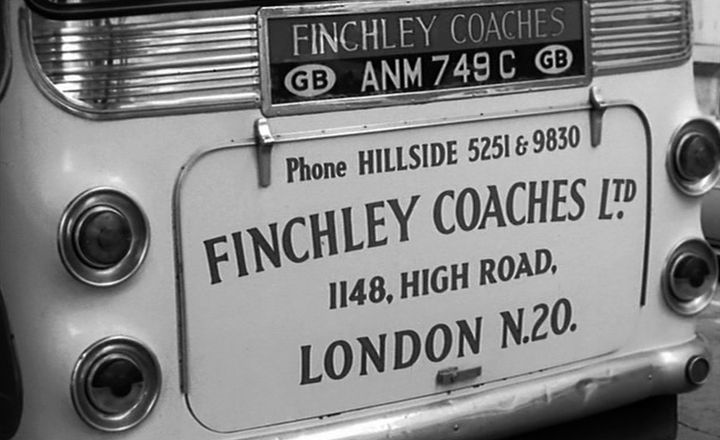 FINCHLEY COACHES
GB ANM 749 C GB
Phone HILLSIDE 5251 & 9830
FINCHLEY COACHES LTD.
1148, HIGH ROAD,
LONDON N.20.